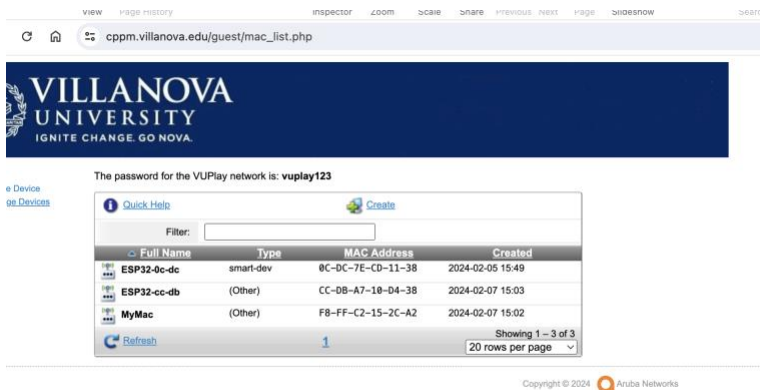 View Page History Inspector Zoom Scale Share Previous Next Page Slideshow Searc
cppm.villanova.edu/guest/mac_list.php
VILLANOVA
UNIVERSITY
IGNITE CHANGE. GO NOVA.
The password for the VUPlay network is: vuplay123
e Device
ge Devices
Quick Help Create
Filter:
Full Name Type MAC Address Created
ESP32-0c-dc smart-dev 0C-DC-7E-CD-11-38 2024-02-05 15:49
ESP32-cc-db (Other) CC-DB-A7-10-D4-38 2024-02-07 15:03
MyMac (Other) F8-FF-C2-15-2C-A2 2024-02-07 15:02
Refresh 1 Showing 1 – 3 of 3
20 rows per page
Copyright © 2024 Aruba Networks